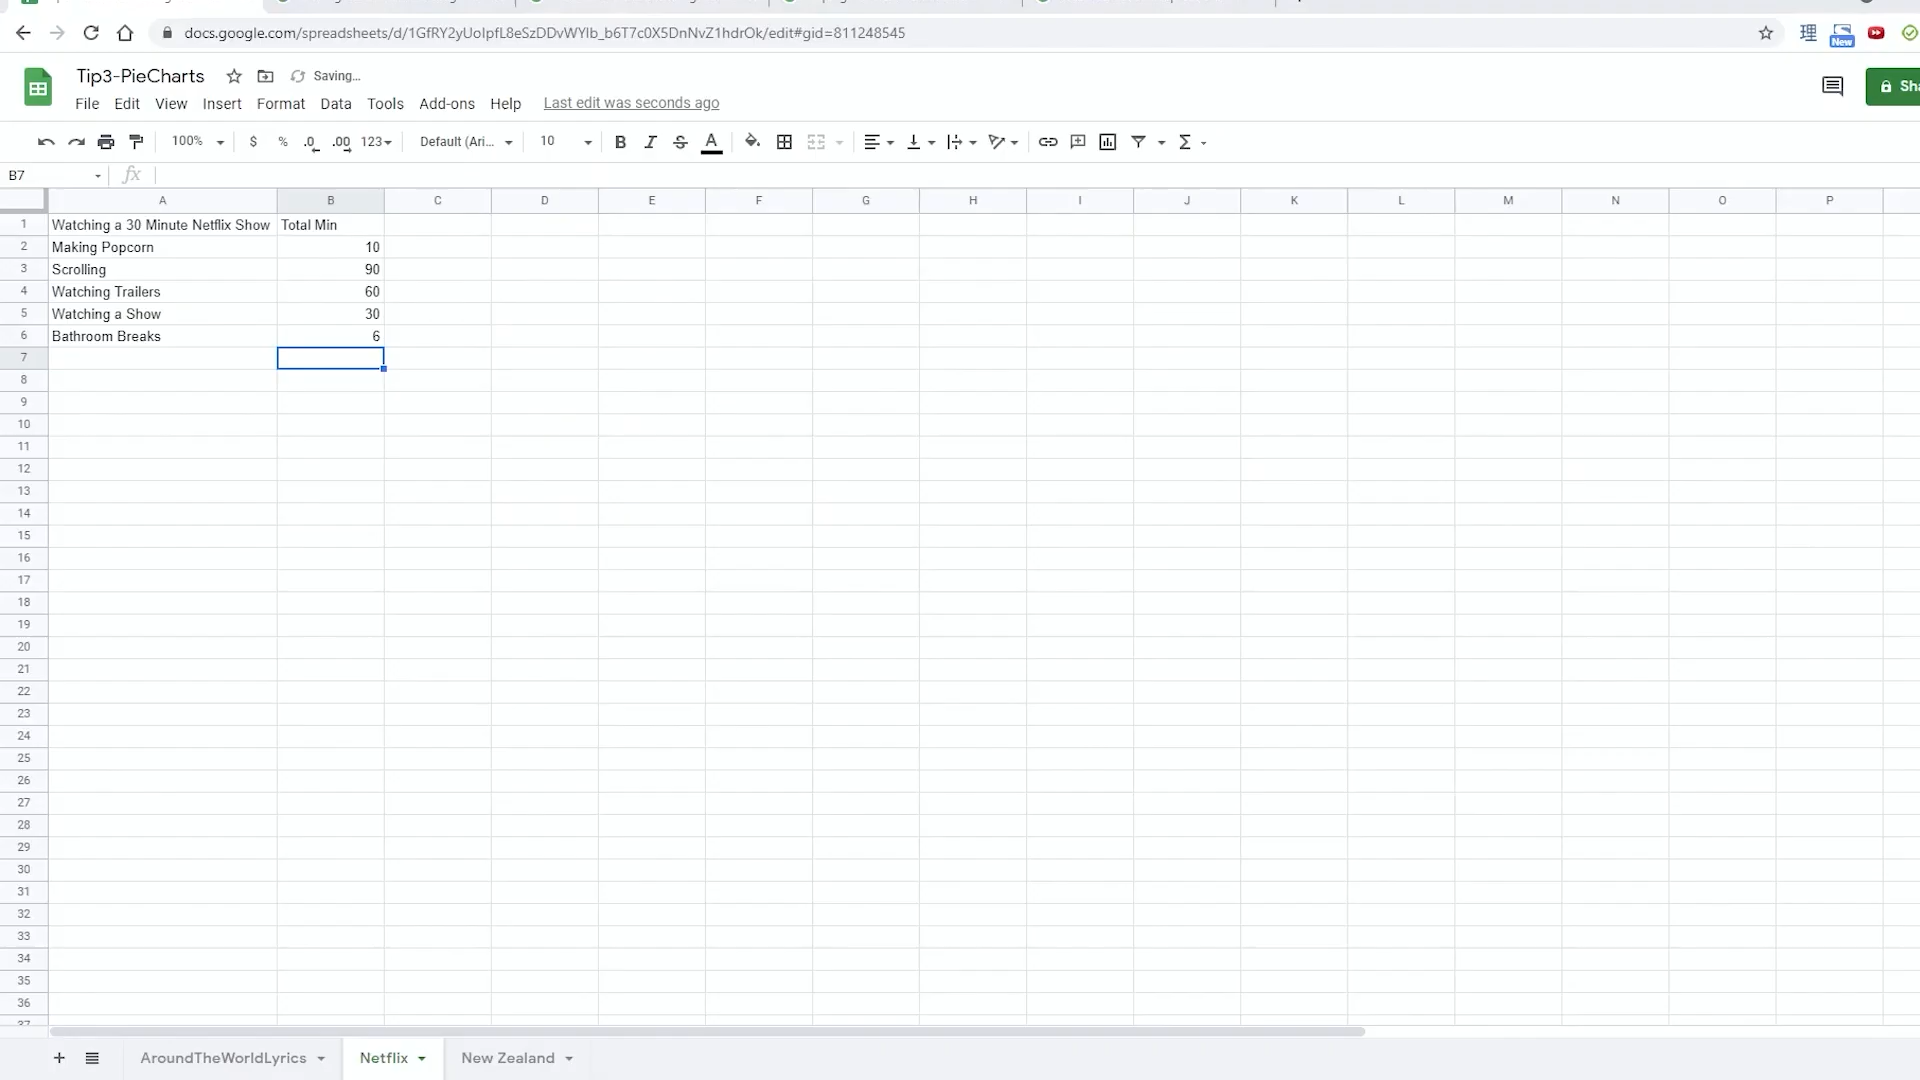 docs.google.com/spreadsheets/d/1GfRY2yUoIpfL8eSzDDvWYIb_b6T7c0X5DnNvZ1hdrOk/edit#gid=811248545
理
New
Tip3-PieCharts
Saving...
File Edit View Insert Format Data Tools Add-ons Help Last edit was seconds ago
100% $ % .0 .00 123 Default (Ari... 10 B I S A Σ
B7 fx
A B C D E F G H I J K L M N O P
1 Watching a 30 Minute Netflix Show Total Min
2 Making Popcorn 10
3 Scrolling 90
4 Watching Trailers 60
5 Watching a Show 30
6 Bathroom Breaks 6
7
8
9
10
11
12
13
14
15
16
17
18
19
20
21
22
23
24
25
26
27
28
29
30
31
32
33
34
35
36
37
+ AroundTheWorldLyrics Netflix New Zealand